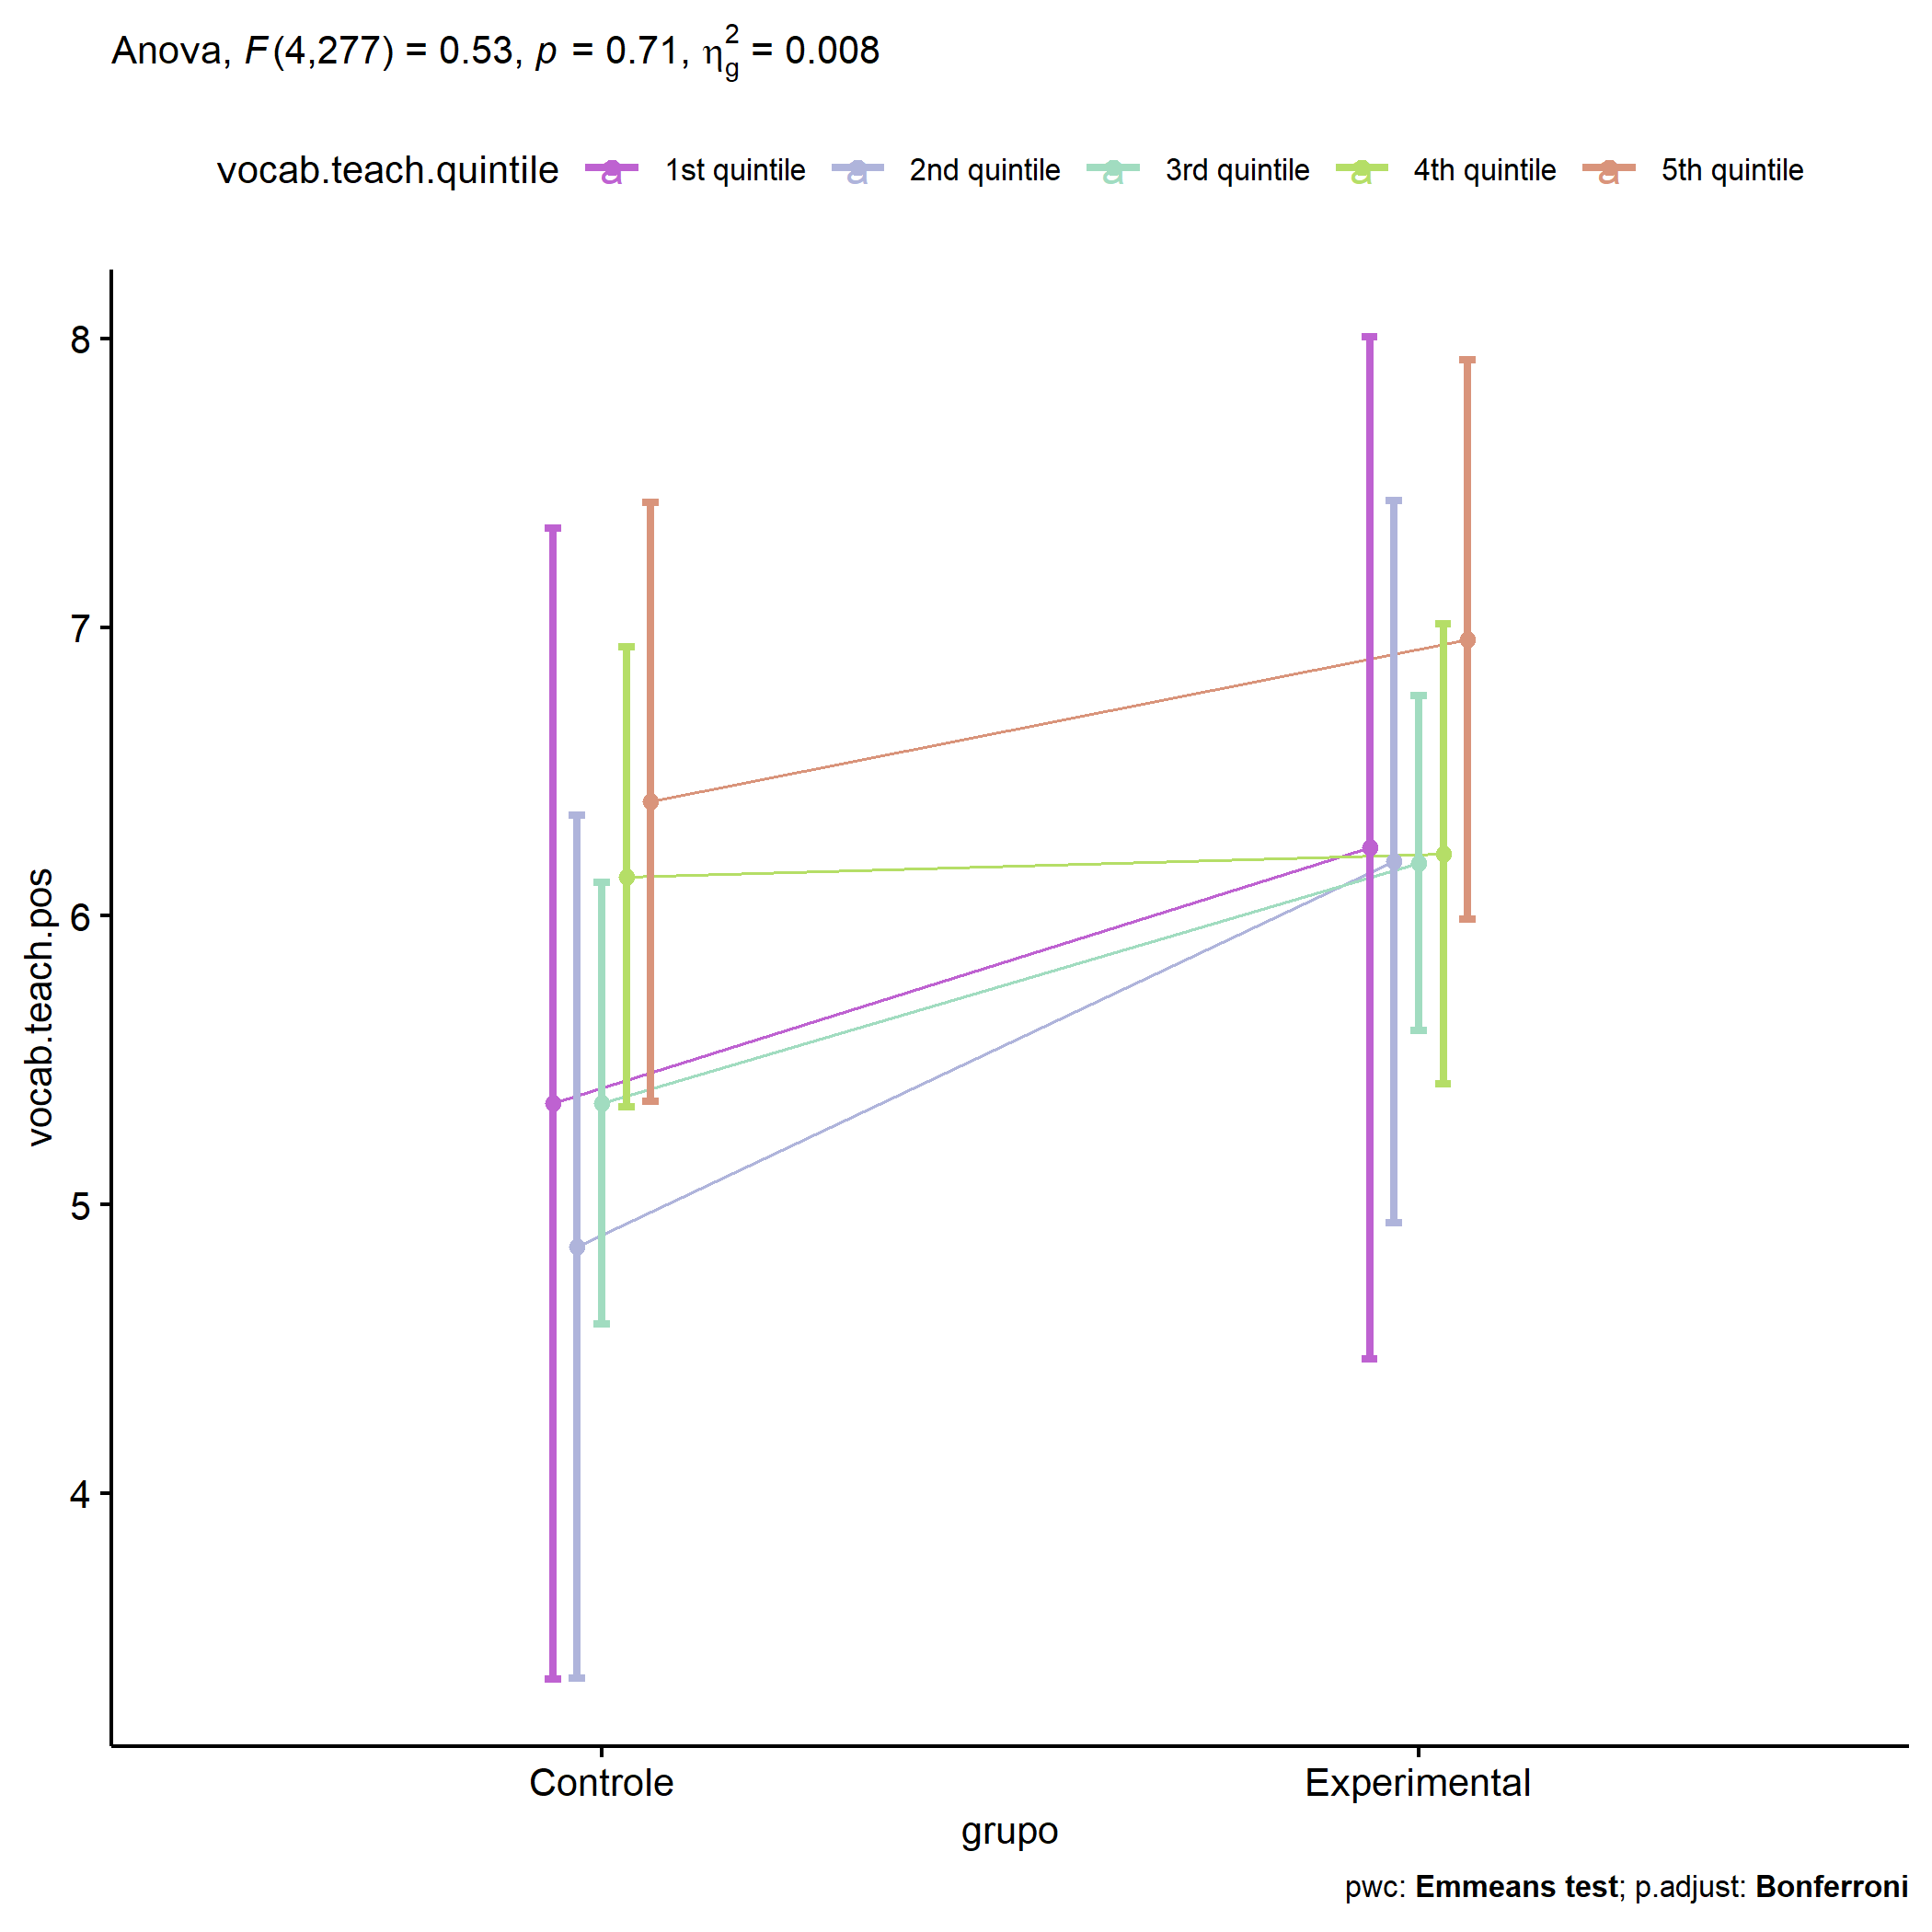 Anova, F(4,277) = 0.53, p = 0.71, η²g = 0.008
vocab.teach.quintile a 1st quintile a 2nd quintile a 3rd quintile a 4th quintile a 5th quintile
8
7
6
5
4
vocab.teach.pos
Controle Experimental
grupo
pwc: Emmeans test; p.adjust: Bonferroni